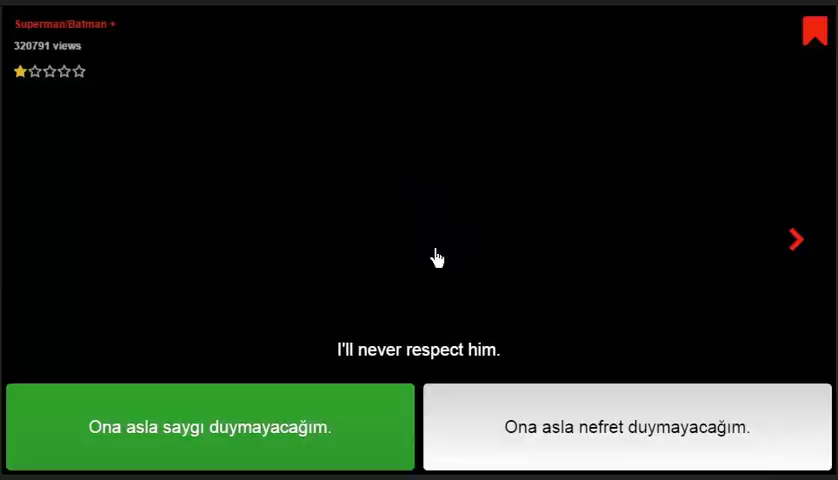 Superman/Batman +
320791 views
I'll never respect him.
Ona asla saygı duymayacağım.
Ona asla nefret duymayacağım.